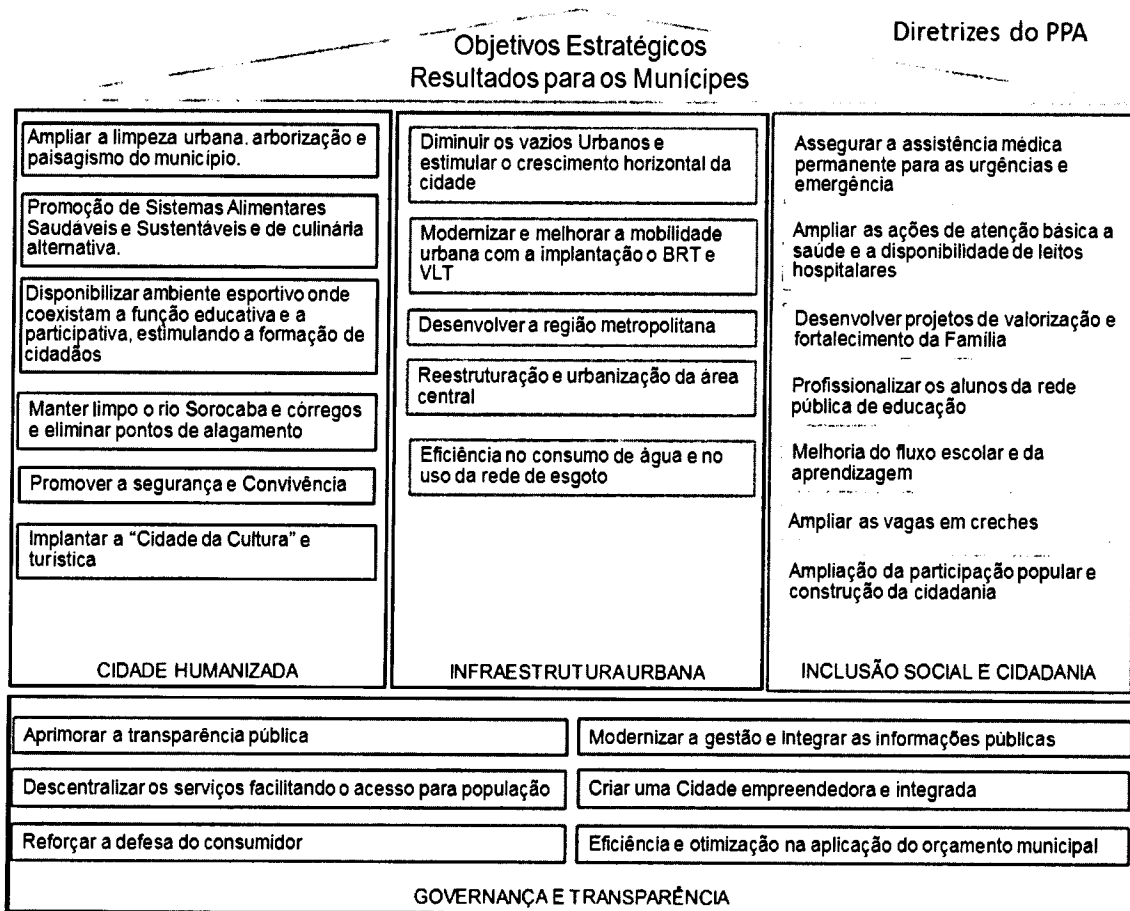 Diretrizes do PPA
Objetivos Estratégicos
Resultados para os Munícipes
Ampliar a limpeza urbana. arborização e
paisagismo do município.
Promoção de Sistemas Alimentares
Saudáveis e Sustentáveis e de culinária
alternativa.
Disponibilizar ambiente esportivo onde
coexistam a função educativa e a
participativa, estimulando a formação de
cidadãos
Manter limpo o rio Sorocaba e córregos
e eliminar pontos de alagamento
Promover a segurança e Convivência
Implantar a “Cidade da Cultura” e
turística
CIDADE HUMANIZADA
Diminuir os vazios Urbanos e
estimular o crescimento horizontal da
cidade
Modernizar e melhorar a mobilidade
urbana com a implantação o BRT e
VLT
Desenvolver a região metropolitana
Reestruturação e urbanização da área
central
Eficiência no consumo de água e no
uso da rede de esgoto
INFRAESTRUTURA URBANA
Assegurar a assistência médica
permanente para as urgências e
emergência
Ampliar as ações de atenção básica a
saúde e a disponibilidade de leitos
hospitalares
Desenvolver projetos de valorização e
fortalecimento da Família
Profissionalizar os alunos da rede
pública de educação
Melhoria do fluxo escolar e da
aprendizagem
Ampliar as vagas em creches
Ampliação da participação popular e
construção da cidadania
INCLUSÃO SOCIAL E CIDADANIA
Aprimorar a transparência pública
Modernizar a gestão e Integrar as informações públicas
Descentralizar os serviços facilitando o acesso para população
Criar uma Cidade empreendedora e integrada
Reforçar a defesa do consumidor
Eficiência e otimização na aplicação do orçamento municipal
GOVERNANÇA E TRANSPARÊNCIA